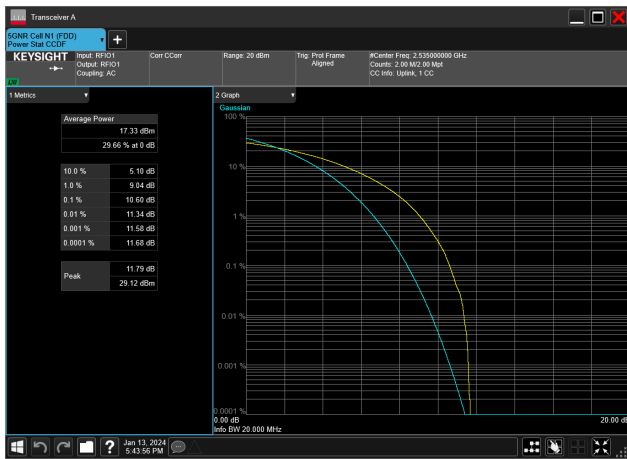 Transceiver A
5GNR Cell N1 (FDD)
Power Stat CCDF
KEYSIGHT
Input: RFIO1
Output: RFIO1
Coupling: AC
Corr CCorr
Range: 20 dBm
Trig: Prot Frame
Aligned
#Center Freq: 2.535000000 GHz
Counts: 2.00 M/2.00 Mpt
CC Info: Uplink, 1 CC
1 Metrics
2 Graph
Average Power
17.33 dBm
29.66 % at 0 dB
10.0 % 5.10 dB
1.0 % 9.04 dB
0.1 % 10.60 dB
0.01 % 11.34 dB
0.001 % 11.58 dB
0.0001 % 11.68 dB
Peak
11.79 dB
29.12 dBm
Gaussian
100 %
10 %
1 %
0.1 %
0.01 %
0.001 %
0.0001 %
0.00 dB
20.00 dB
Info BW 20.000 MHz
Jan 13, 2024
5:43:56 PM